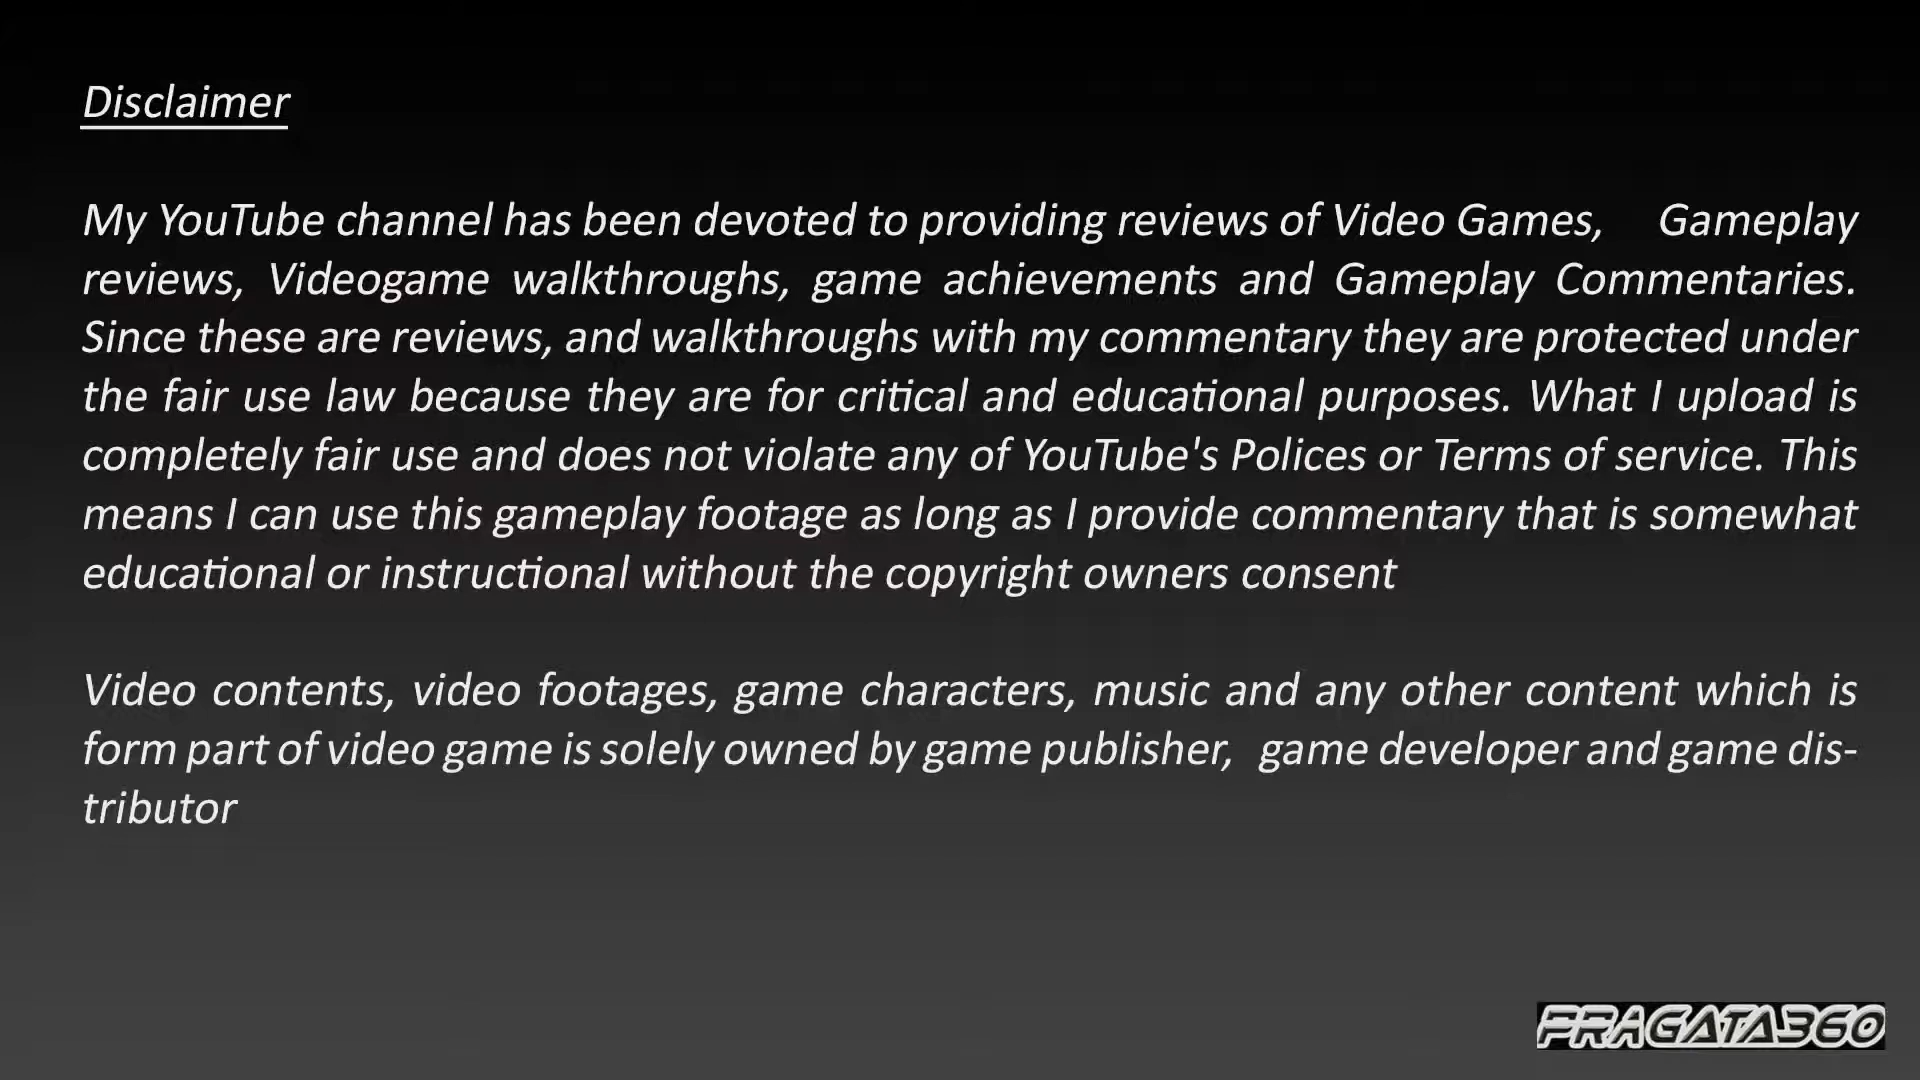 Disclaimer
My YouTube channel has been devoted to providing reviews of Video Games, Gameplay
reviews, Videogame walkthroughs, game achievements and Gameplay Commentaries.
Since these are reviews, and walkthroughs with my commentary they are protected under
the fair use law because they are for critical and educational purposes. What I upload is
completely fair use and does not violate any of YouTube's Polices or Terms of service. This
means I can use this gameplay footage as long as I provide commentary that is somewhat
educational or instructional without the copyright owners consent
Video contents, video footages, game characters, music and any other content which is
form part of video game is solely owned by game publisher, game developer and game dis-
tributor
PRAGATA360